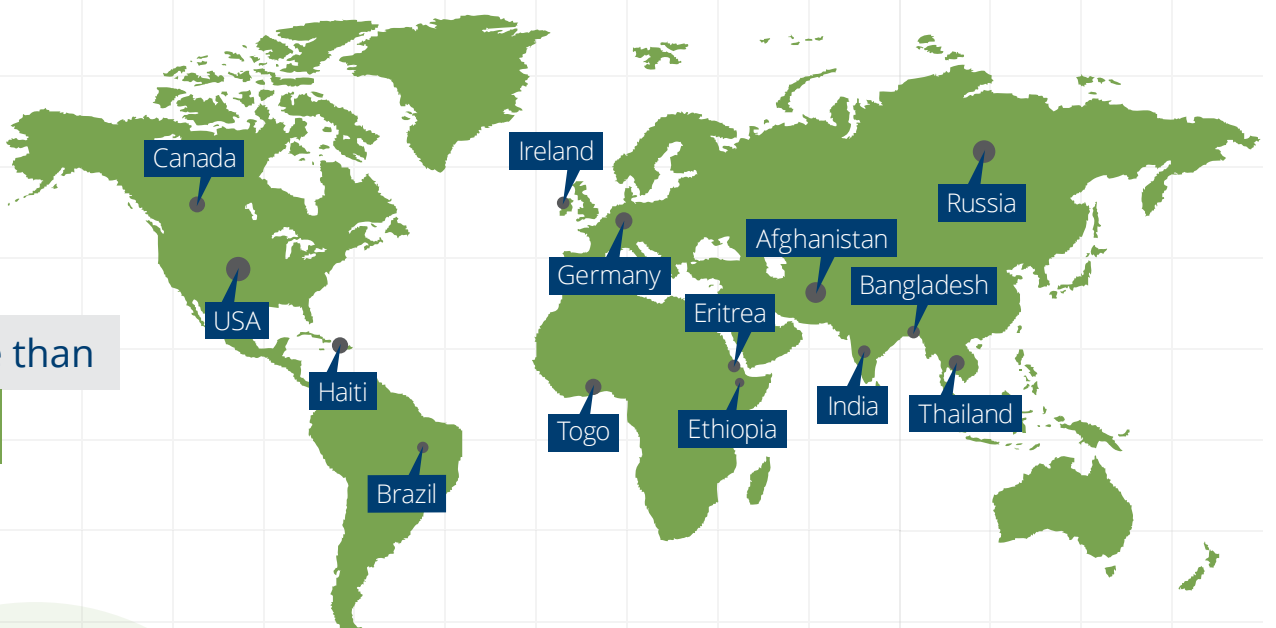 Ireland
Canada
Russia
Afghanistan
Germany
Bangladesh
Eritrea
USA
than
Haiti
India
Thailand
Togo
Ethiopia
Brazil